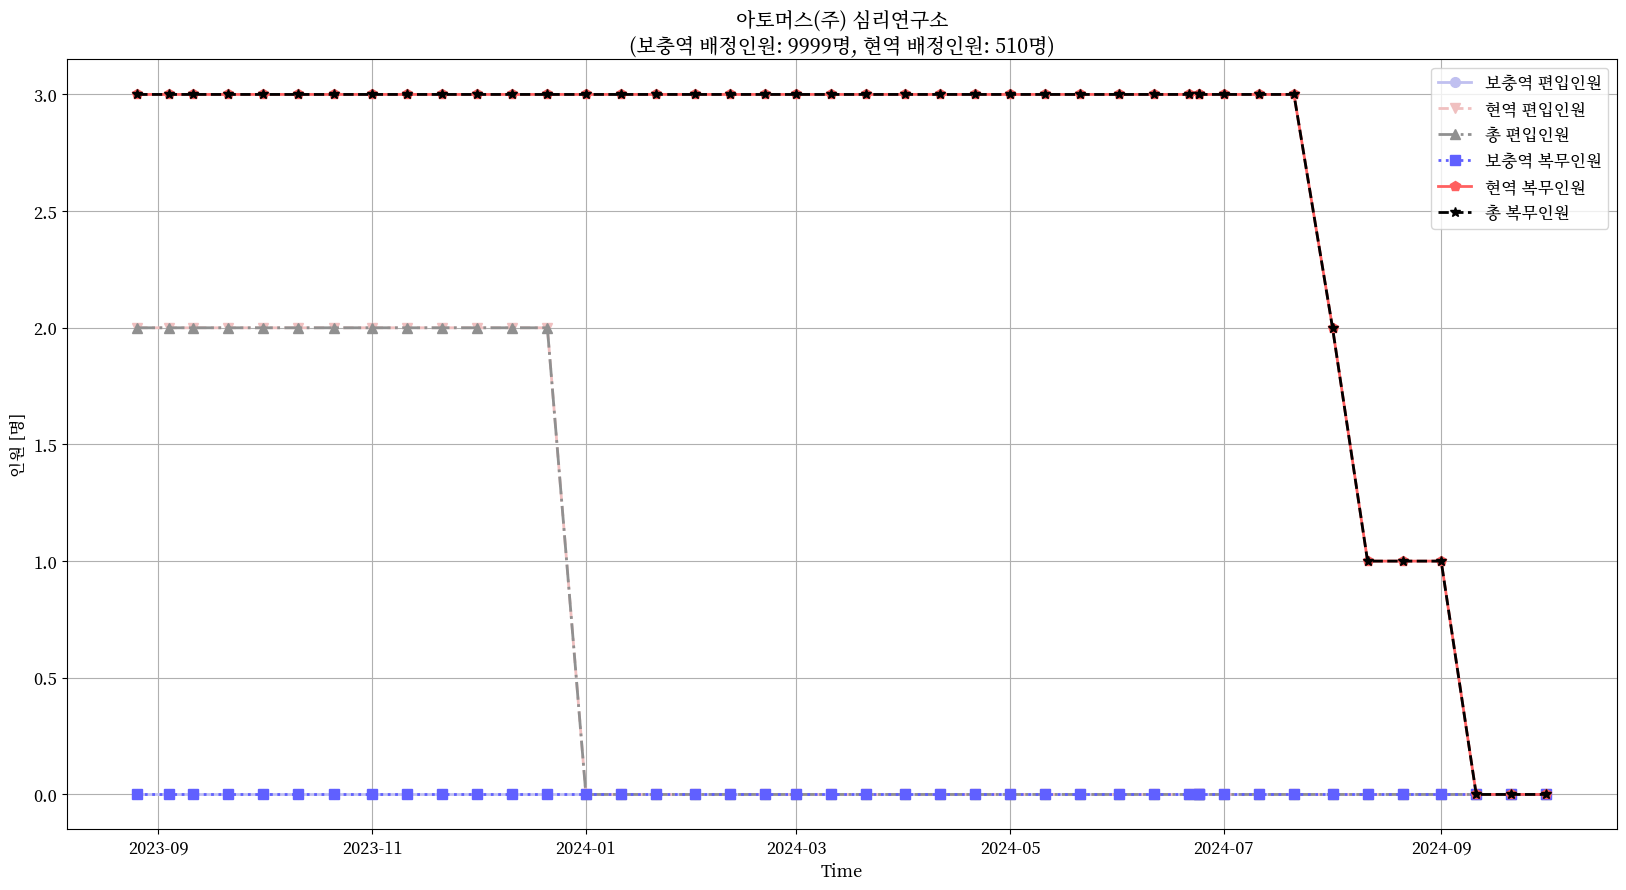 아토머스(주) 심리연구소
(보충역 배정인원: 9999명, 현역 배정인원: 510명)
보충역 편입인원
현역 편입인원
총 편입인원
보충역 복무인원
현역 복무인원
총 복무인원
3.0
2.5
2.0
1.5
1.0
0.5
0.0
인원 [명]
2023-09
2023-11
2024-01
2024-03
2024-05
2024-07
2024-09
Time